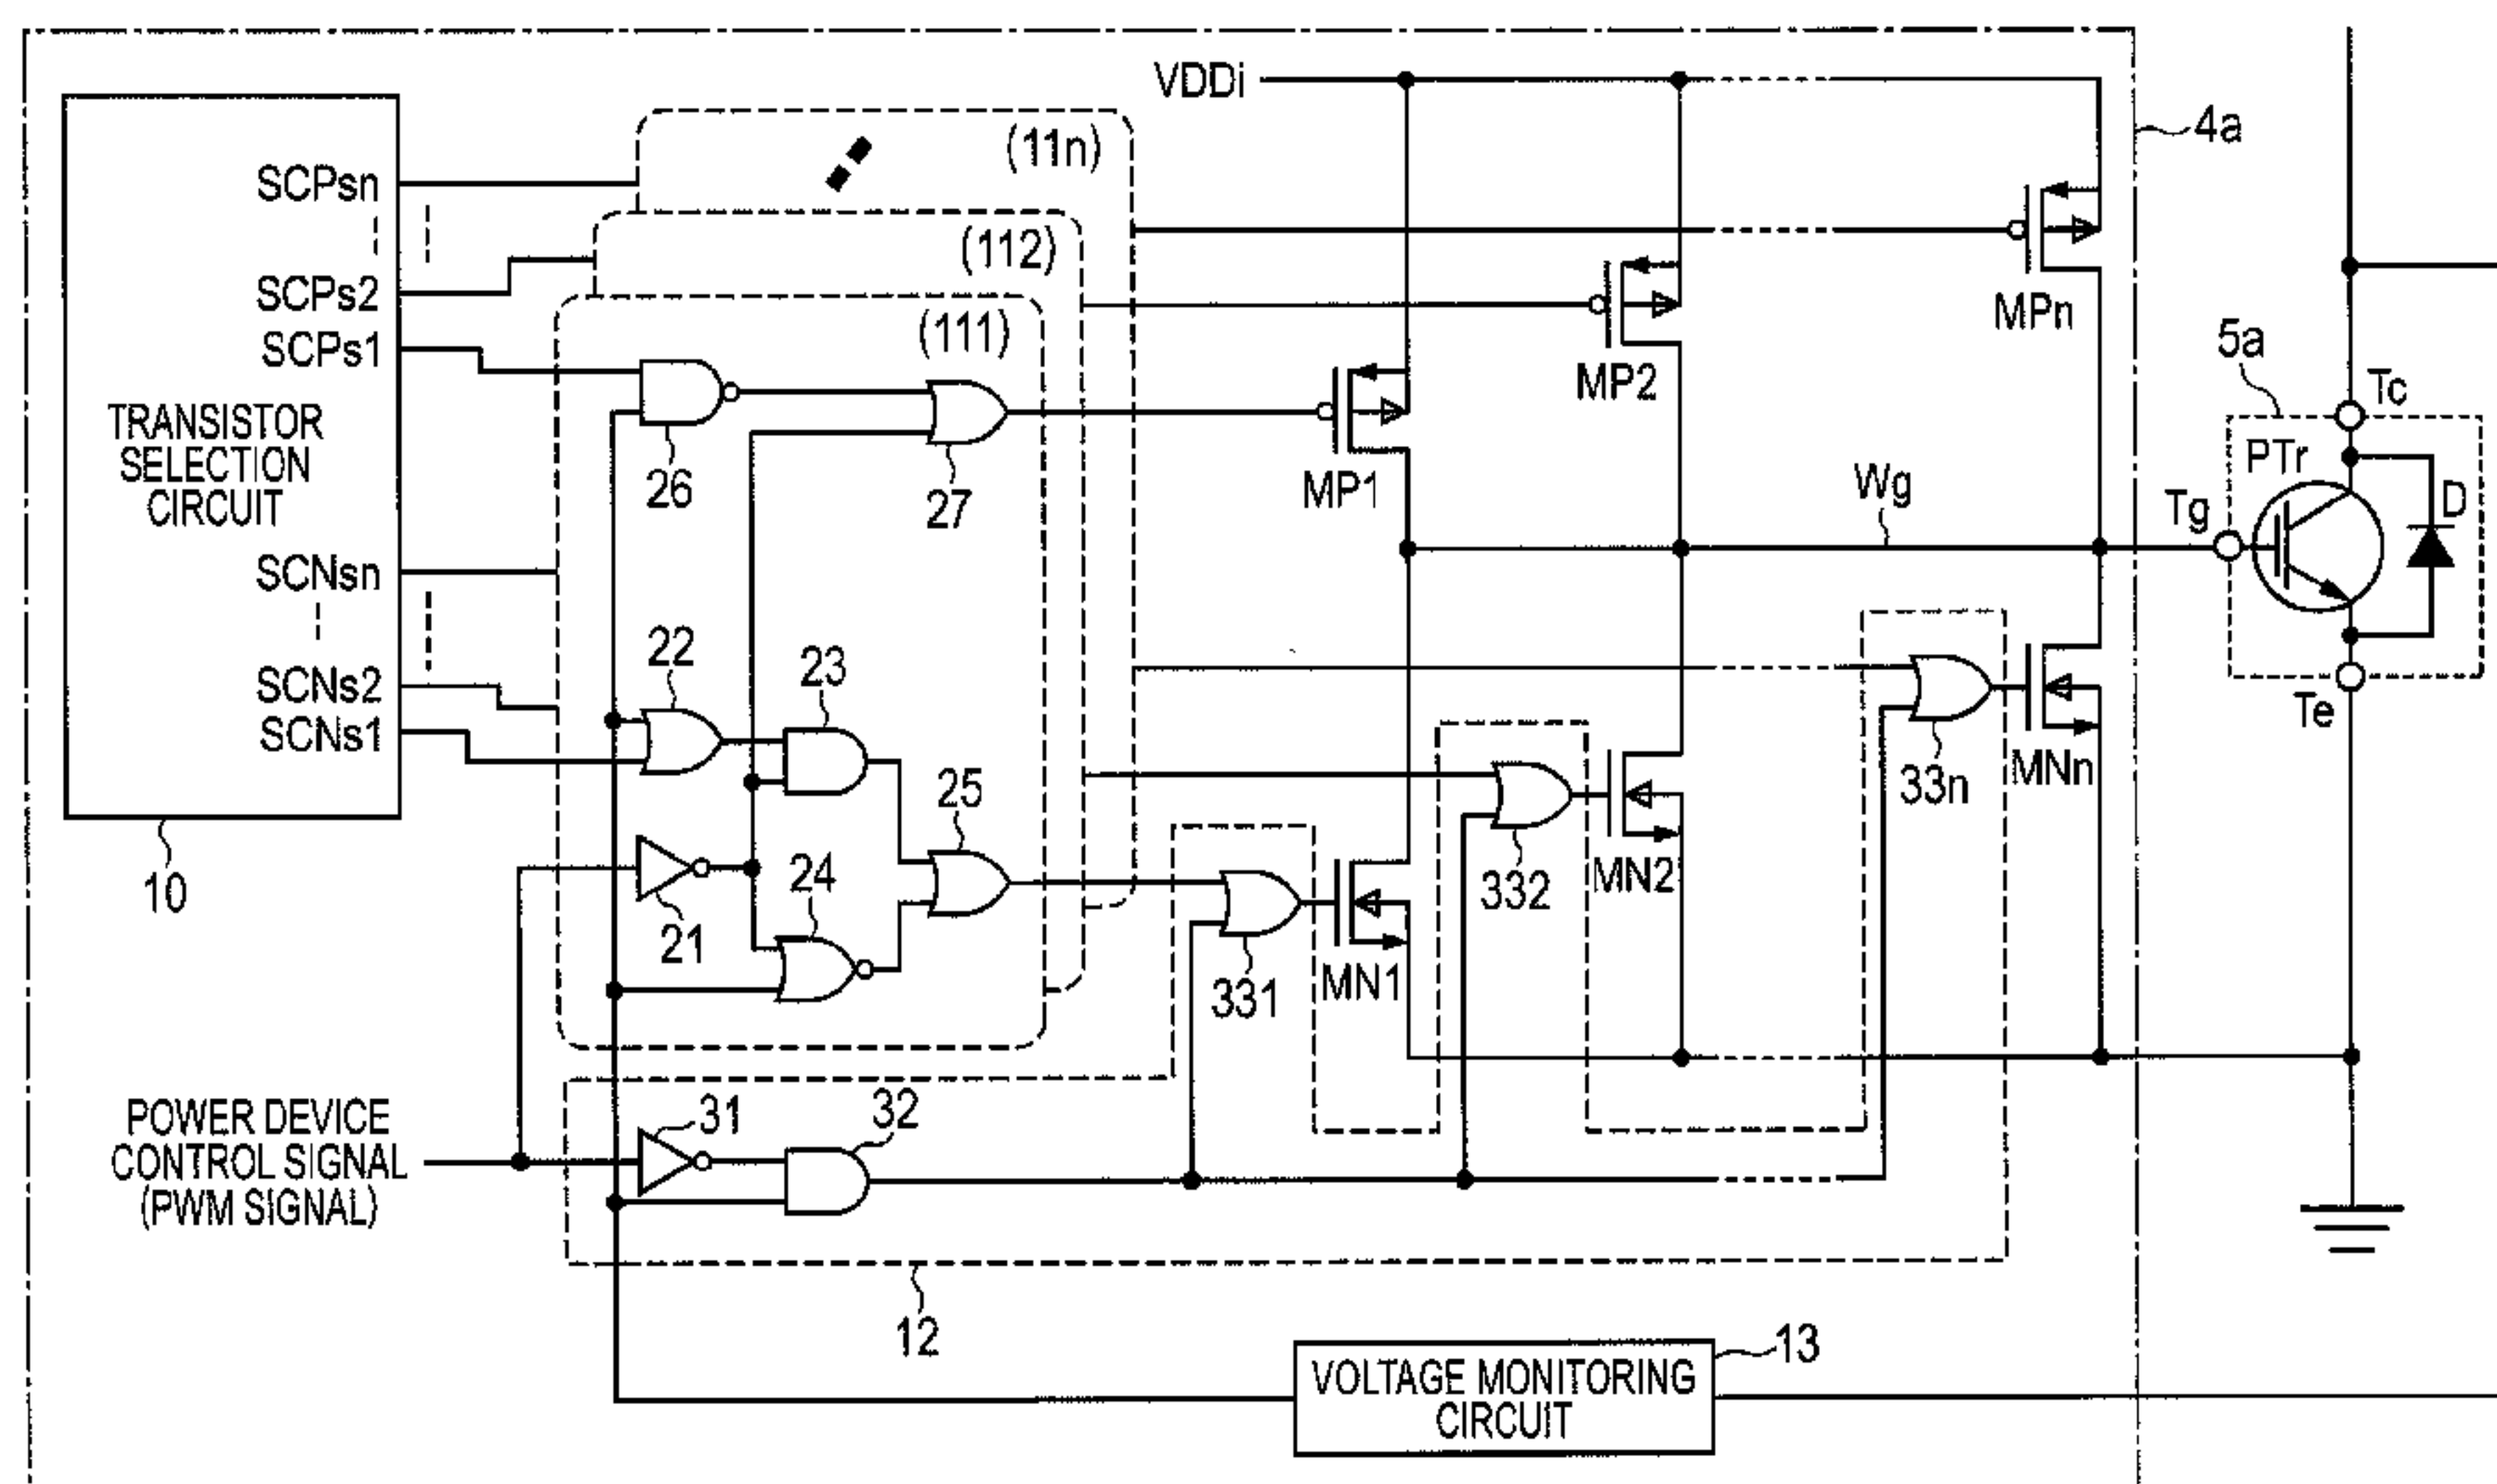 VDDi
4a
SCPsn
(11n)
SCPs2
(112)
SCPs1
(111)
MPn
MP2
5a
Tc
TRANSISTOR
SELECTION
CIRCUIT
26
27
MP1
Wg
Tg
PTr
D
SCNsn
22
23
SCNs2
SCNs1
Te
25
33n
MNn
10
21
24
331
MN1
332
MN2
POWER DEVICE
CONTROL SIGNAL
(PWM SIGNAL)
31
32
12
VOLTAGE MONITORING
CIRCUIT
13